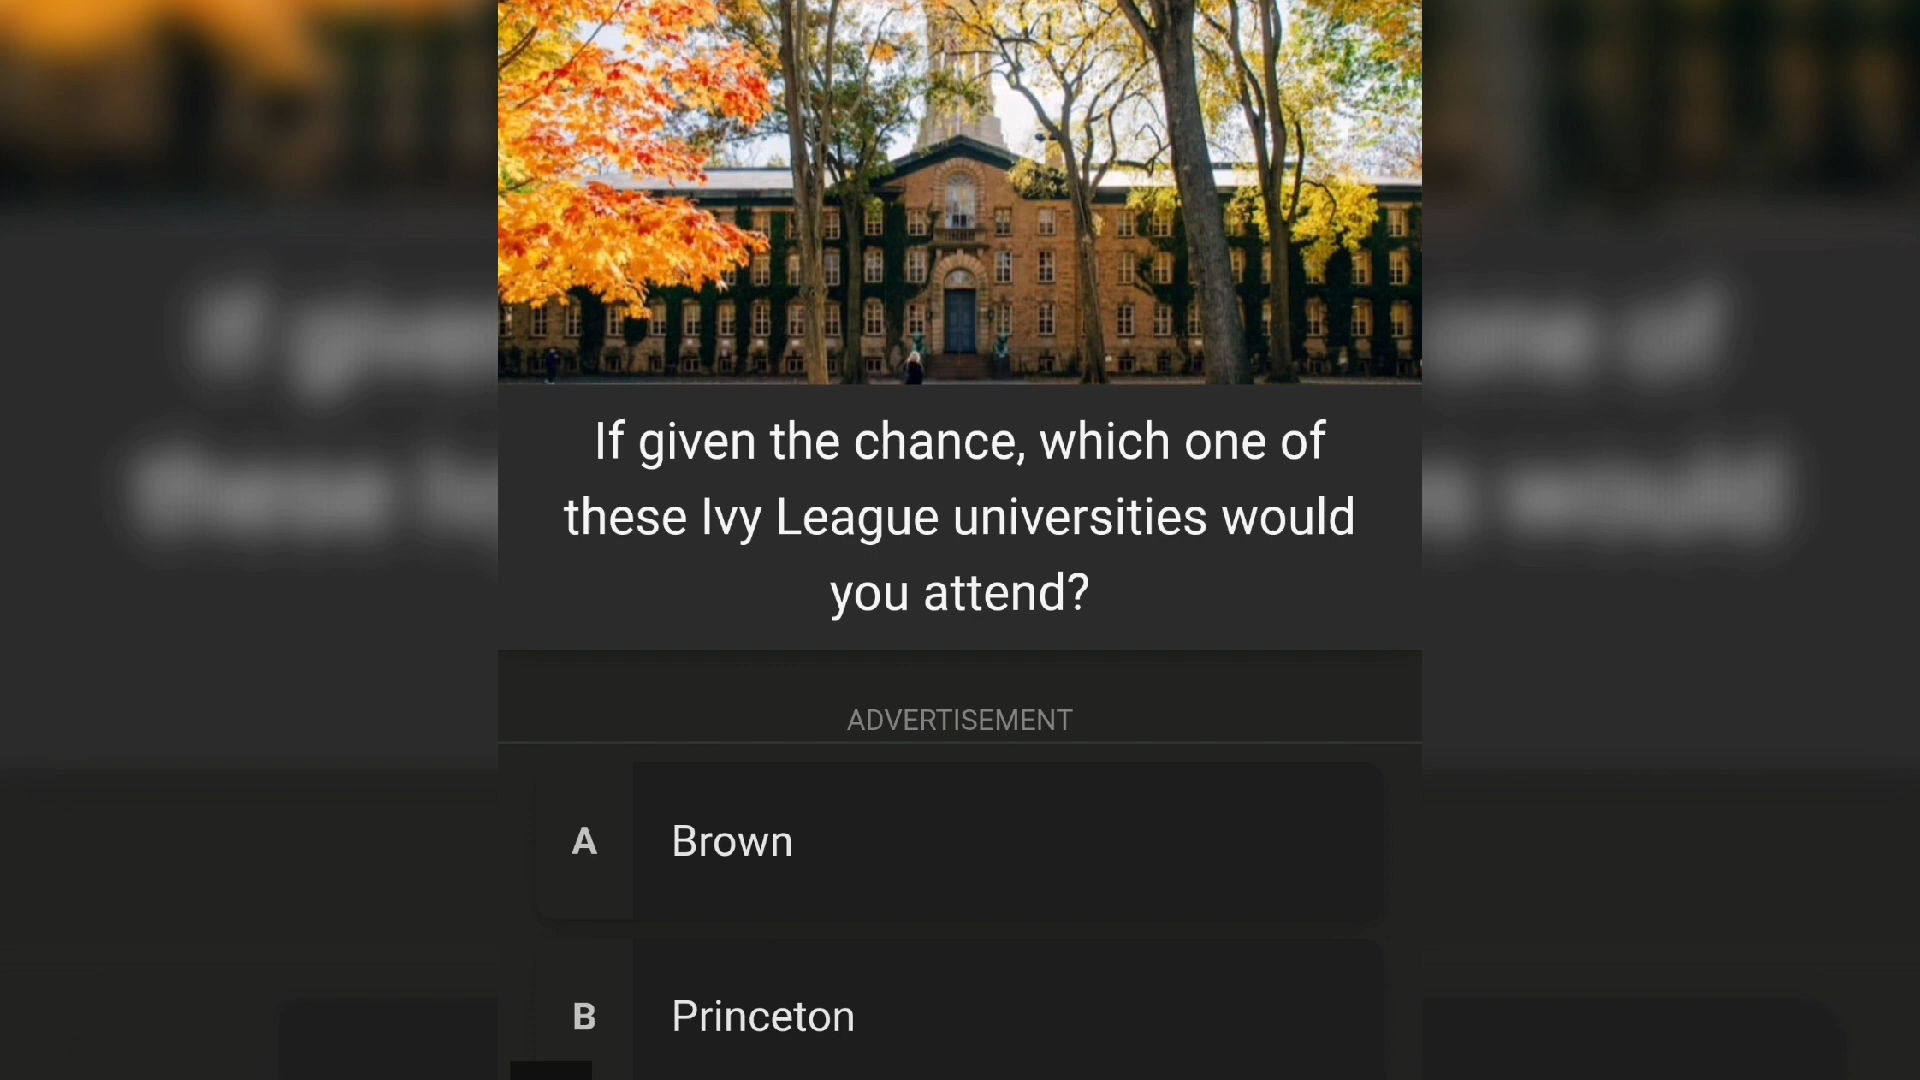 If given the chance, which one of
these Ivy League universities would
you attend?
ADVERTISEMENT
A Brown
B Princeton